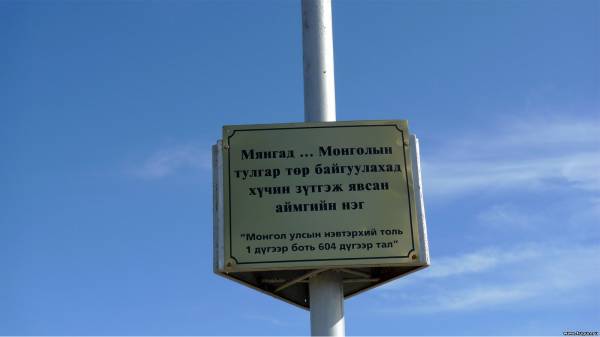 Мянгад ... Монголын
тулгар төр байгуулахад
хүчин зүтгэж явсан
аймгийн нэг
"Монгол улсын нэвтэрхий толь
1 дүгээр боть 604 дүгээр тал"